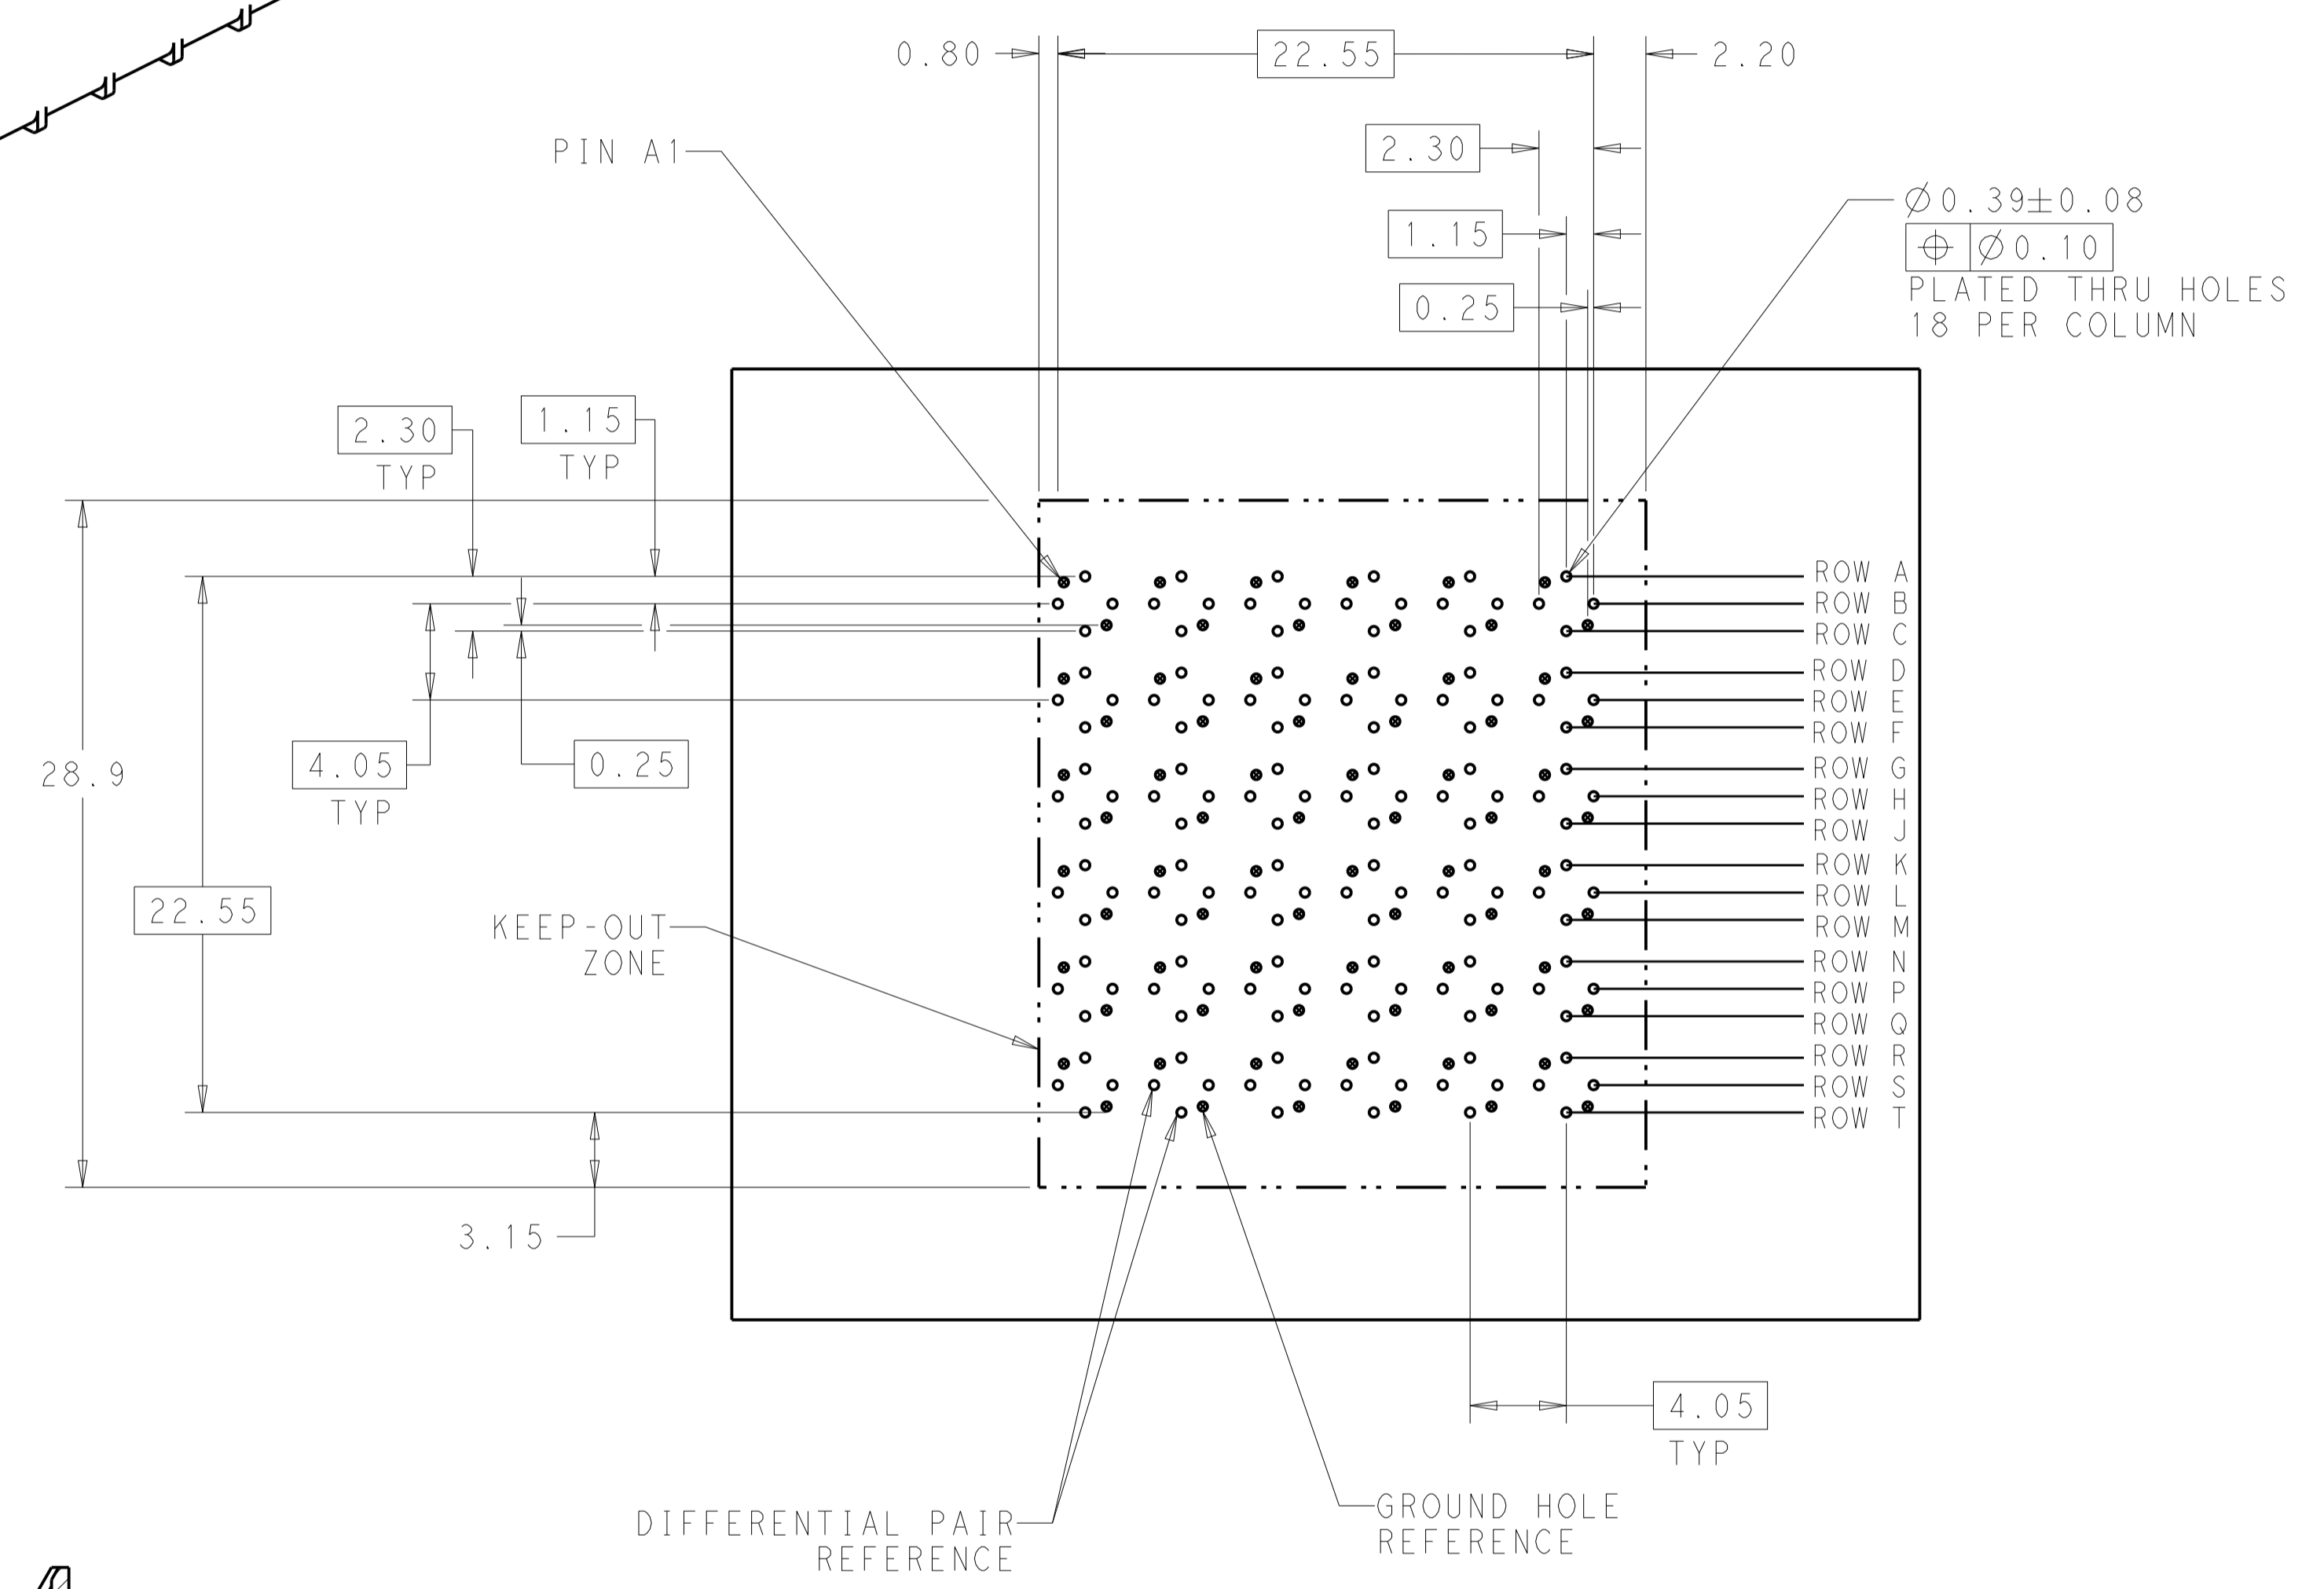 0.80
22.55
2.20
PIN A1
2.30
1.15
0.25
Ø0.39±0.08
⌖ Ø0.10
PLATED THRU HOLES
18 PER COLUMN
2.30
TYP
1.15
TYP
ROW A
ROW B
ROW C
ROW D
ROW E
ROW F
ROW G
ROW H
ROW J
ROW K
ROW L
ROW M
ROW N
ROW P
ROW Q
ROW R
ROW S
ROW T
28.9
4.05
TYP
0.25
22.55
KEEP-OUT
ZONE
3.15
4.05
TYP
DIFFERENTIAL PAIR
REFERENCE
GROUND HOLE
REFERENCE